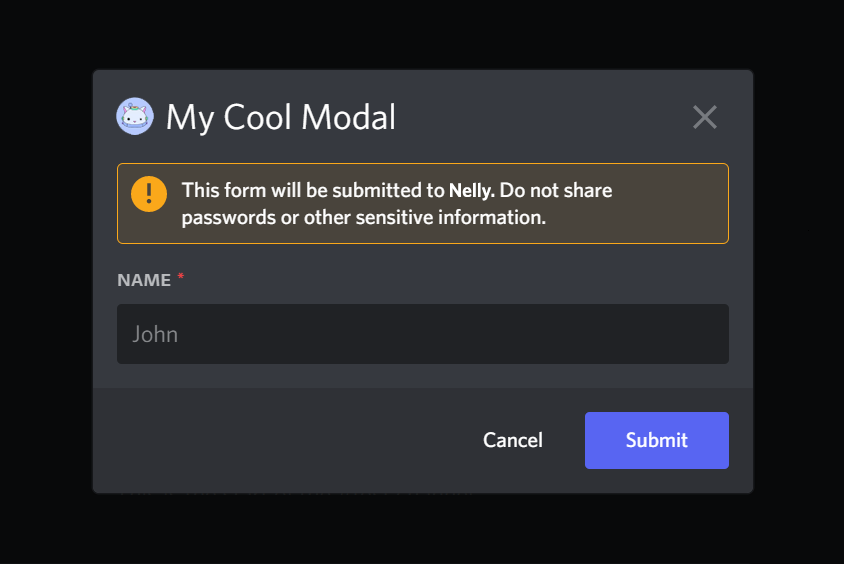 My Cool Modal
This form will be submitted to Nelly. Do not share
passwords or other sensitive information.
NAME *
John
Cancel
Submit